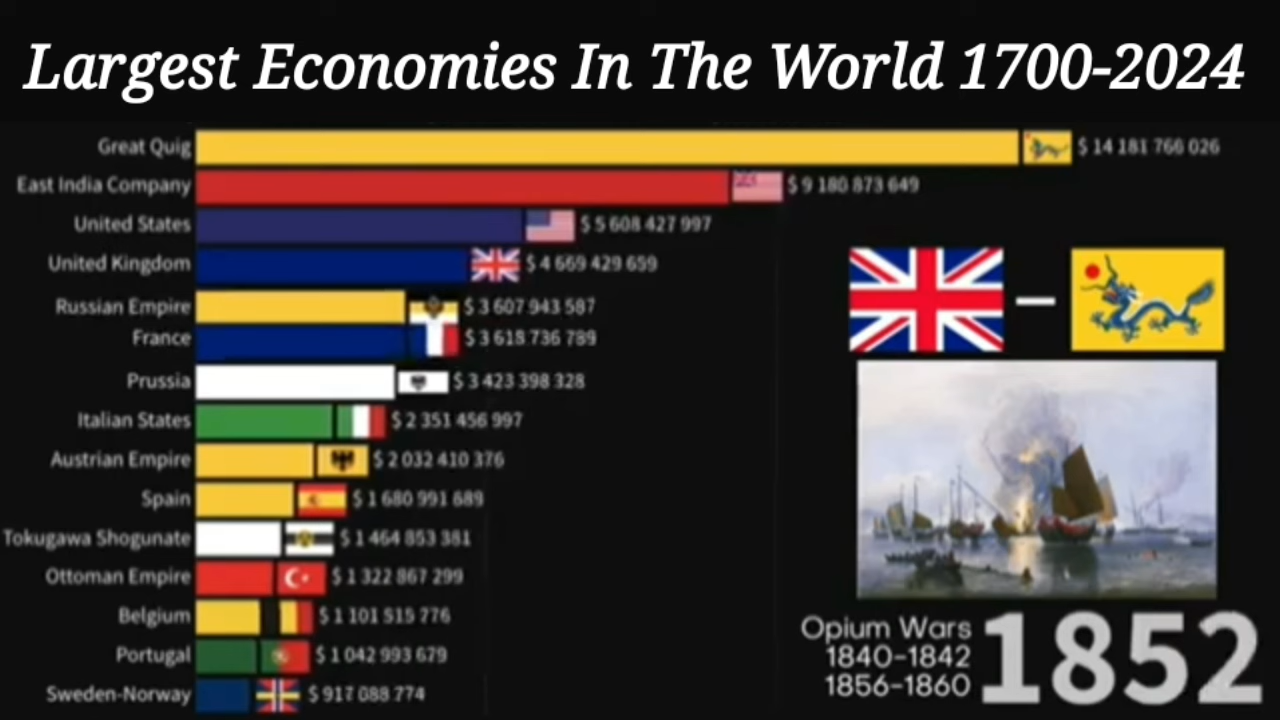 Largest Economies In The World 1700-2024
Great Quig $ 14 181 766 026
East India Company $ 9 180 873 649
United States $ 5 608 427 997
United Kingdom $ 4 669 429 659
Russian Empire $ 3 607 943 587
France $ 3 618 736 789
Prussia $ 3 423 398 328
Italian States $ 2 351 456 997
Austrian Empire $ 2 032 410 376
Spain $ 1 680 991 689
Tokugawa Shogunate $ 1 464 853 381
Ottoman Empire $ 1 322 867 299
Belgium $ 1 101 515 776
Portugal $ 1 042 993 679
Sweden-Norway $ 917 088 774
Opium Wars
1840-1842
1856-1860
1852